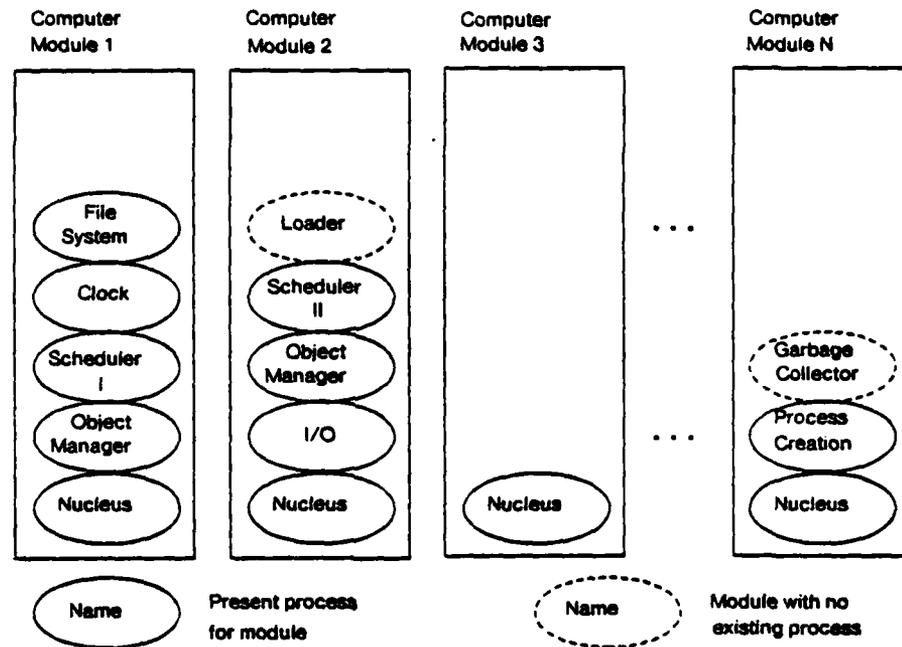 Computer
Module 1
Computer
Module 2
Computer
Module 3
Computer
Module N
File
System
Clock
Scheduler
I
Object
Manager
Nucleus
Loader
Scheduler
II
Object
Manager
I/O
Nucleus
Nucleus
. . .
. . .
Garbage
Collector
Process
Creation
Nucleus
Name
Present process
for module
Name
Module with no
existing process